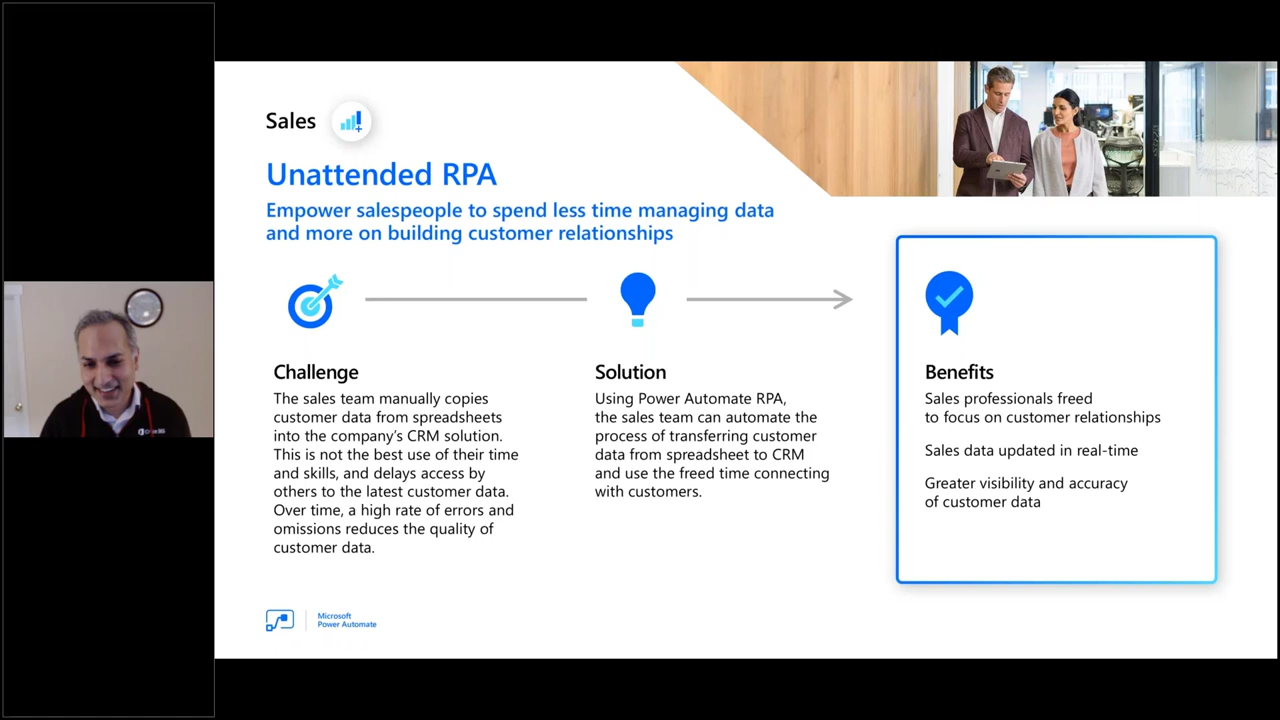 Sales
Unattended RPA
Empower salespeople to spend less time managing data
and more on building customer relationships
Challenge
The sales team manually copies
customer data from spreadsheets
into the company's CRM solution.
This is not the best use of their time
and skills, and delays access by
others to the latest customer data.
Over time, a high rate of errors and
omissions reduces the quality of
customer data.
Solution
Using Power Automate RPA,
the sales team can automate the
process of transferring customer
data from spreadsheet to CRM
and use the freed time connecting
with customers.
Benefits
Sales professionals freed
to focus on customer relationships
Sales data updated in real-time
Greater visibility and accuracy
of customer data
Microsoft
Power Automate